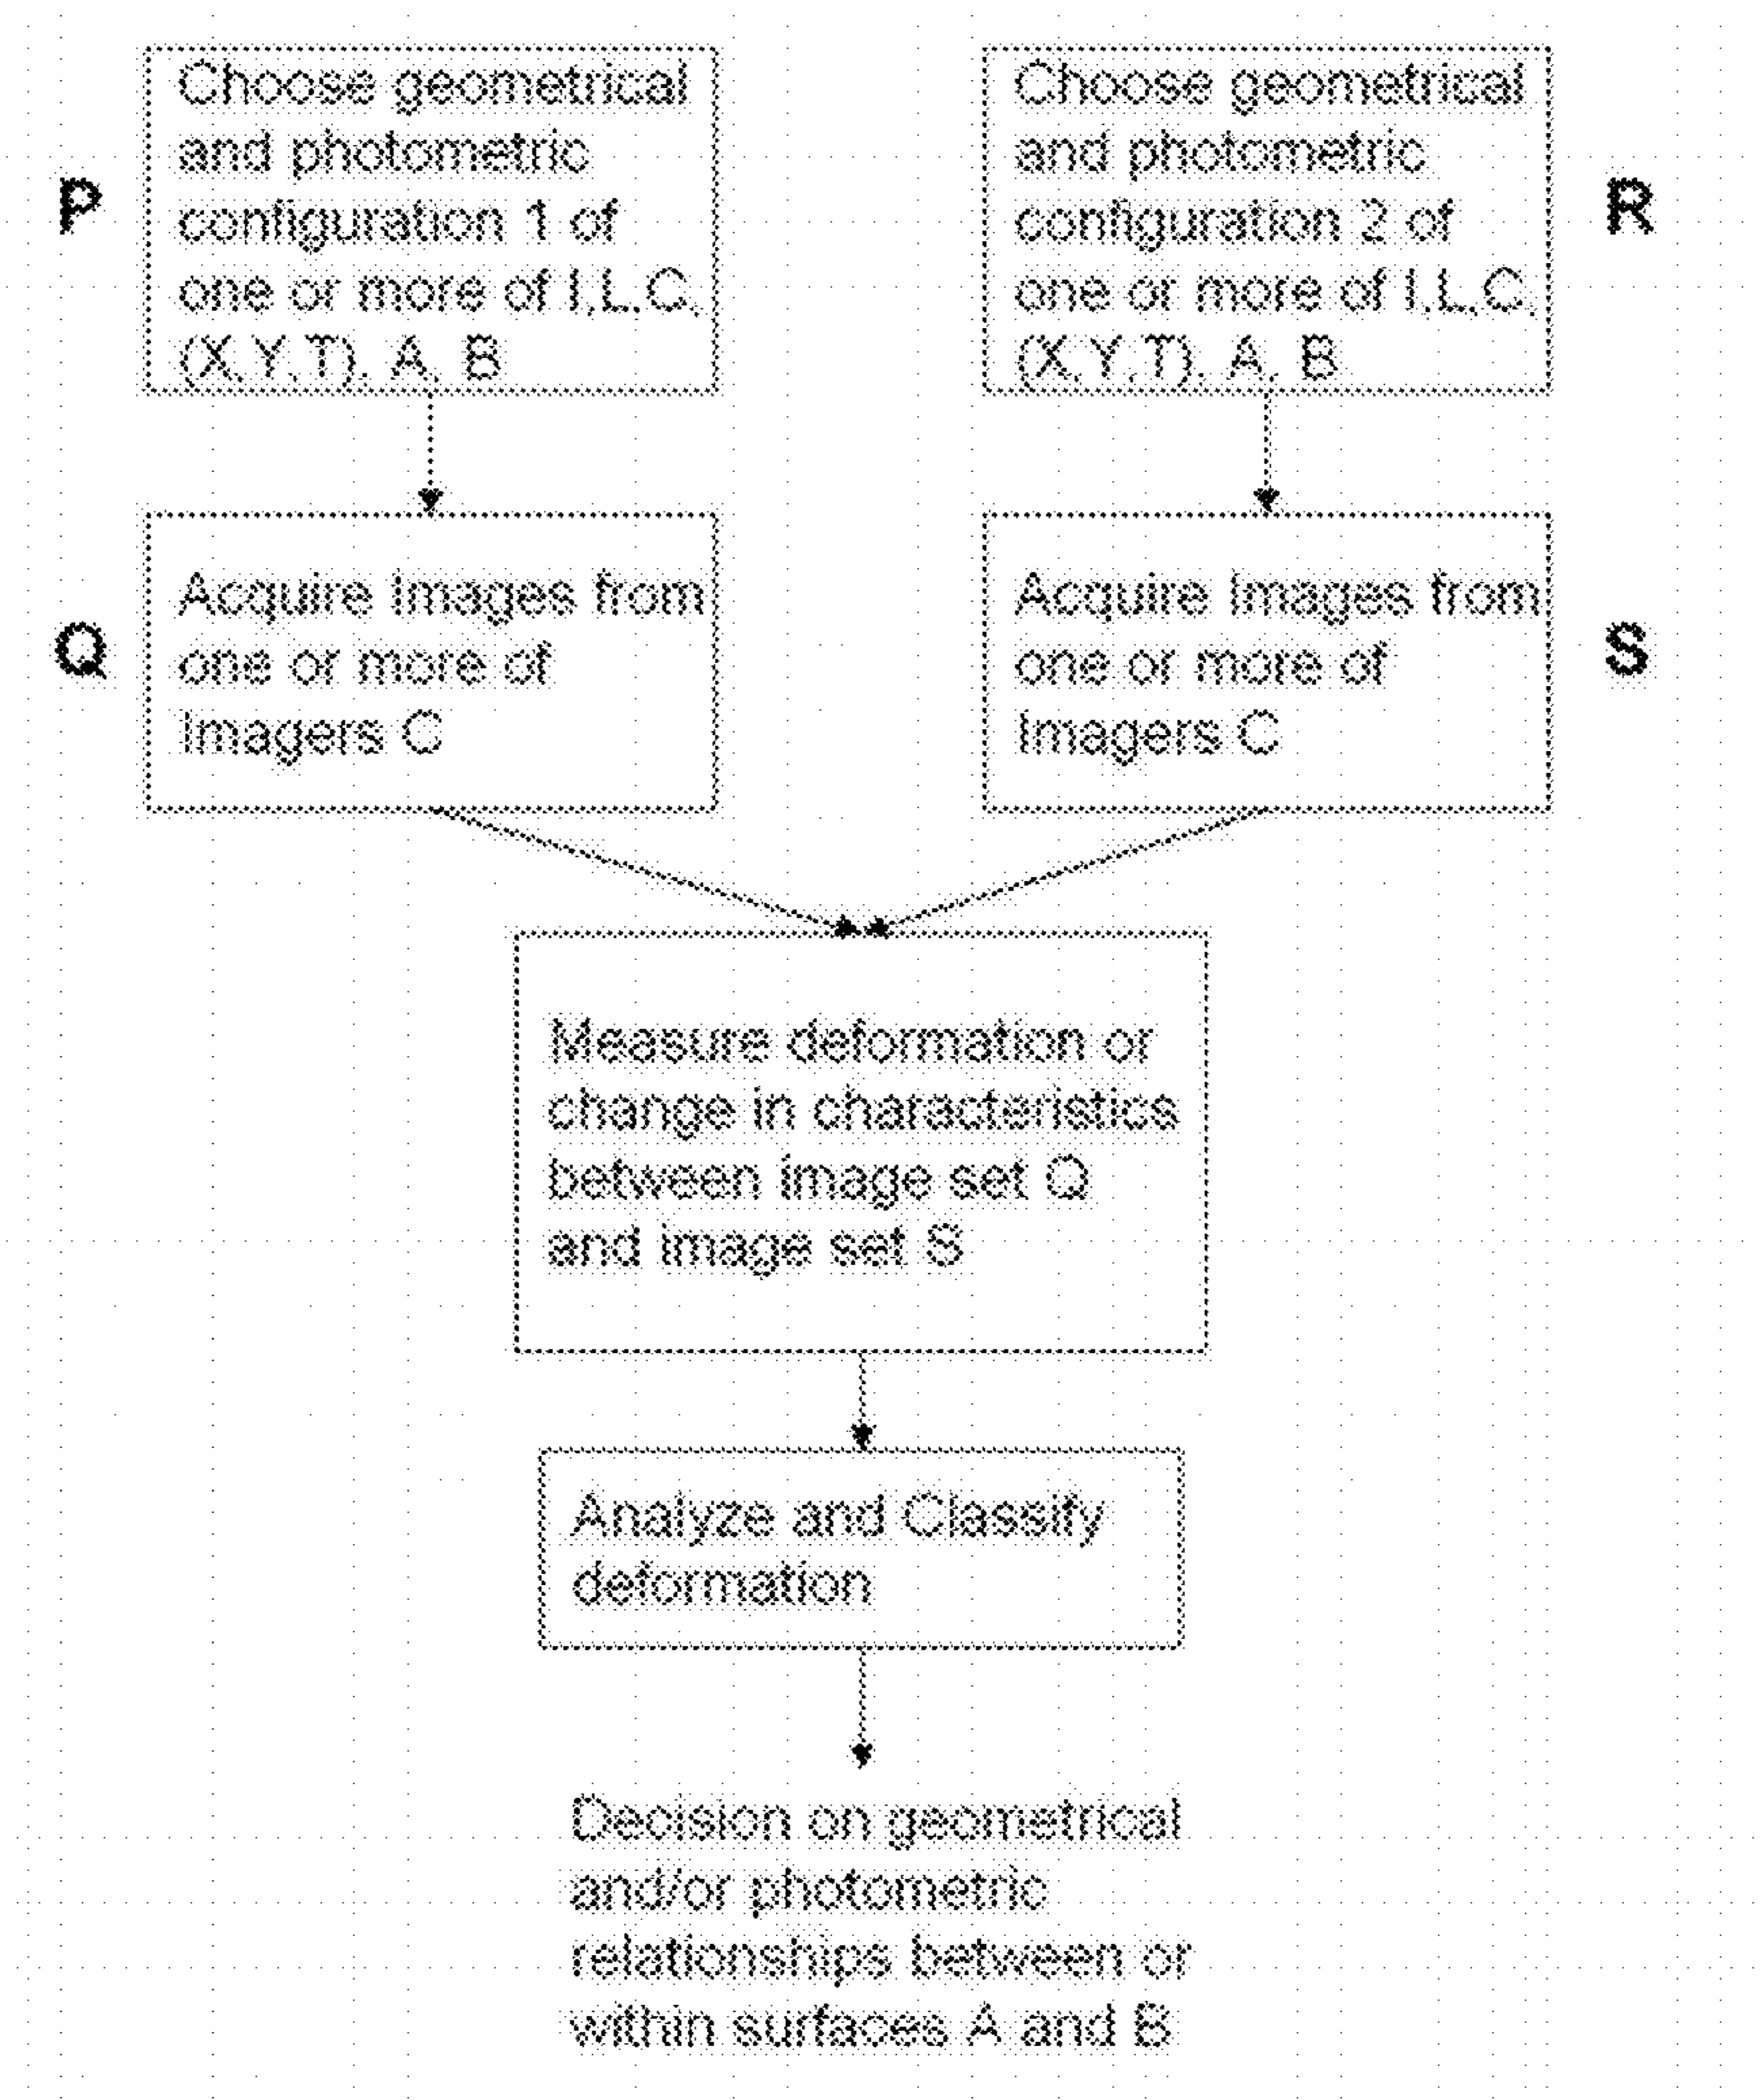 P
Choose geometrical
and photometric
configuration 1 of
one or more of I,L,C,
(X,Y,T), A, B
R
Choose geometrical
and photometric
configuration 2 of
one or more of I,L,C,
(X,Y,T), A, B
Q
Acquire Images from
one or more of
Imagers C
S
Acquire Images from
one or more of
Imagers C
Measure deformation or
change in characteristics
between image set Q
and image set S
Analyze and Classify
deformation
Decision on geometrical
and/or photometric
relationships between or
within surfaces A and B